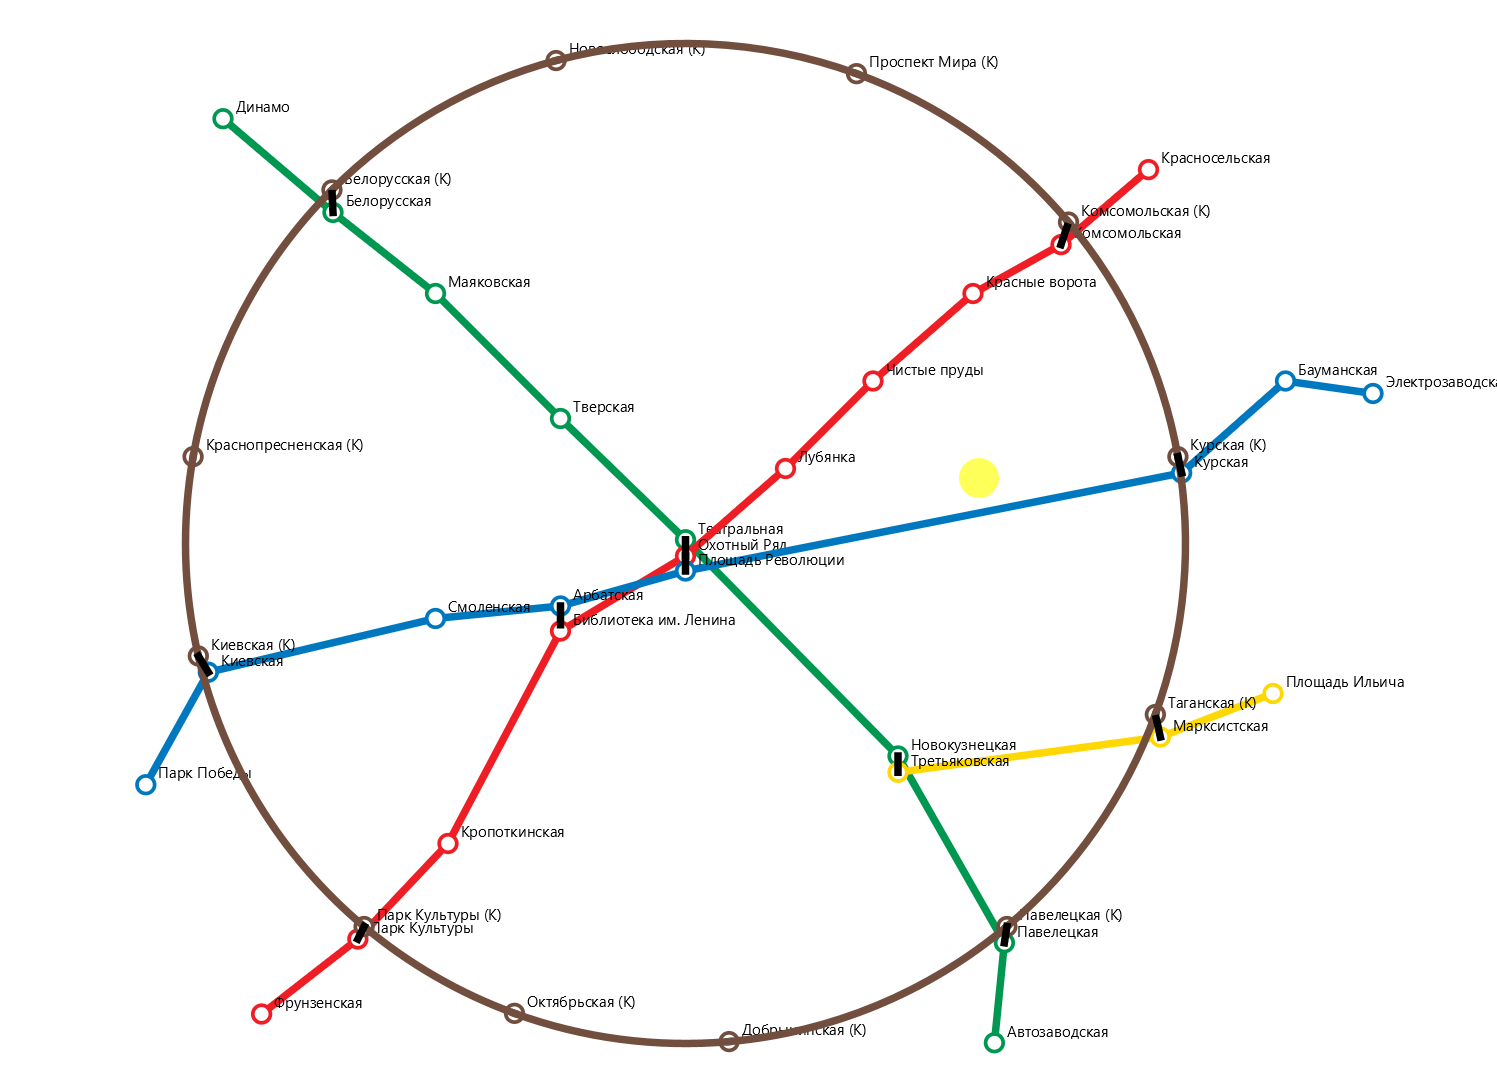 Новослободская (К)
Проспект Мира (К)
Динамо
Красносельская
Белорусская (К)
Белорусская
Комсомольская (К)
Комсомольская
Маяковская
Красные ворота
Чистые пруды
Бауманская
Электрозаводска
Тверская
Краснопресненская (К)
Курская (К)
Лубянка
Курская
Театральная
Охотный Ряд
Площадь Революции
Арбатская
Смоленская
Библиотека им. Ленина
Киевская (К)
Киевская
Площадь Ильича
Таганская (К)
Марксистская
Новокузнецкая
Третьяковская
Парк Победы
Кропоткинская
Парк Культуры (К)
Парк Культуры
Павелецкая (К)
Павелецкая
Фрунзенская
Октябрьская (К)
Добрынинская (К)
Автозаводская